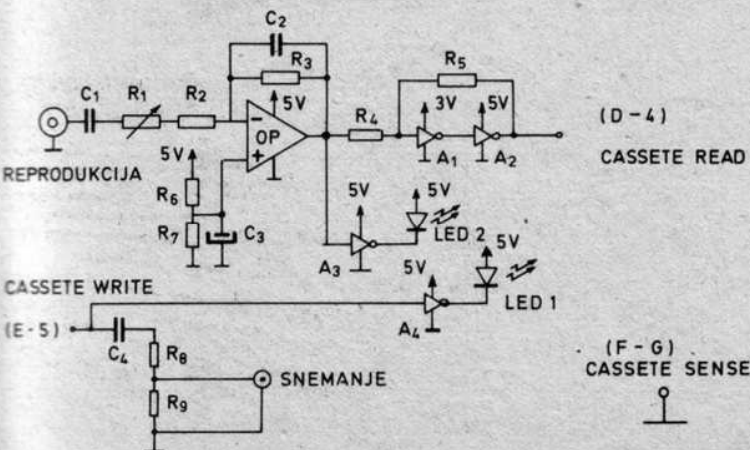 C2
R3
R5
C1 R1 R2
5V
R4
3V 5V
(D-4)
OP
A1 A2
CASSETE READ
5V
REPRODUKCIJA
R6
5V 5V
R7
C3
LED 2
5V
A3
CASSETE WRITE
5V
LED 1
(E-5)
A4
C4
R8
(F-G)
CASSETE SENSE
SNEMANJE
R9